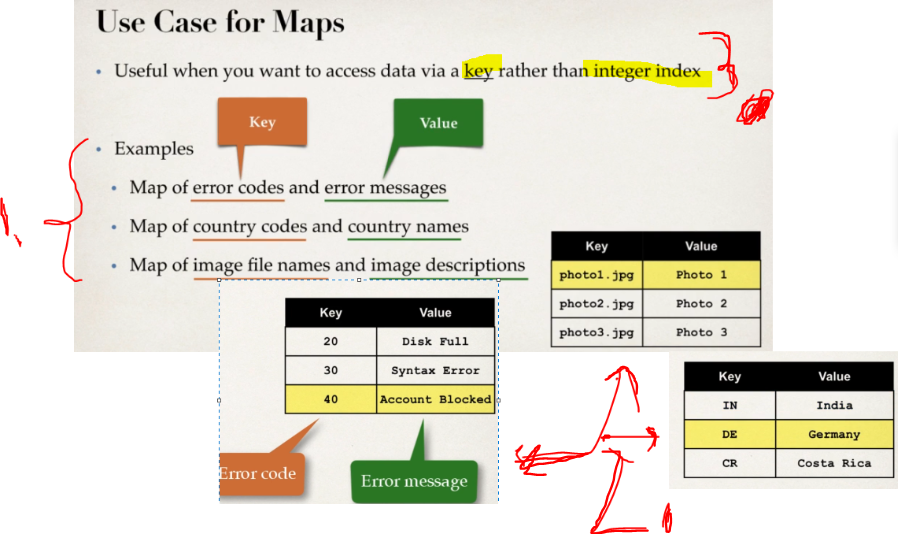 Use Case for Maps
• Useful when you want to access data via a key rather than integer index
Key
Value
• Examples
• Map of error codes and error messages
• Map of country codes and country names
• Map of image file names and image descriptions
Key Value
photo1.jpg Photo 1
photo2.jpg Photo 2
photo3.jpg Photo 3
Key Value
20 Disk Full
30 Syntax Error
40 Account Blocked
Error code
Error message
Key Value
IN India
DE Germany
CR Costa Rica